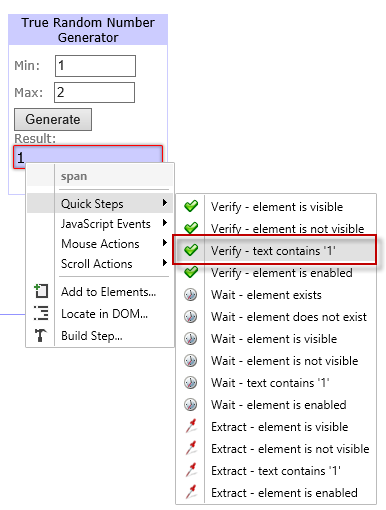 True Random Number
Generator
Min: 1
Max: 2
Generate
Result:
1
span
Quick Steps
JavaScript Events
Mouse Actions
Scroll Actions
Add to Elements...
Locate in DOM...
Build Step...
Verify - element is visible
Verify - element is not visible
Verify - text contains '1'
Verify - element is enabled
Wait - element exists
Wait - element does not exist
Wait - element is visible
Wait - element is not visible
Wait - text contains '1'
Wait - element is enabled
Extract - element is visible
Extract - element is not visible
Extract - text contains '1'
Extract - element is enabled